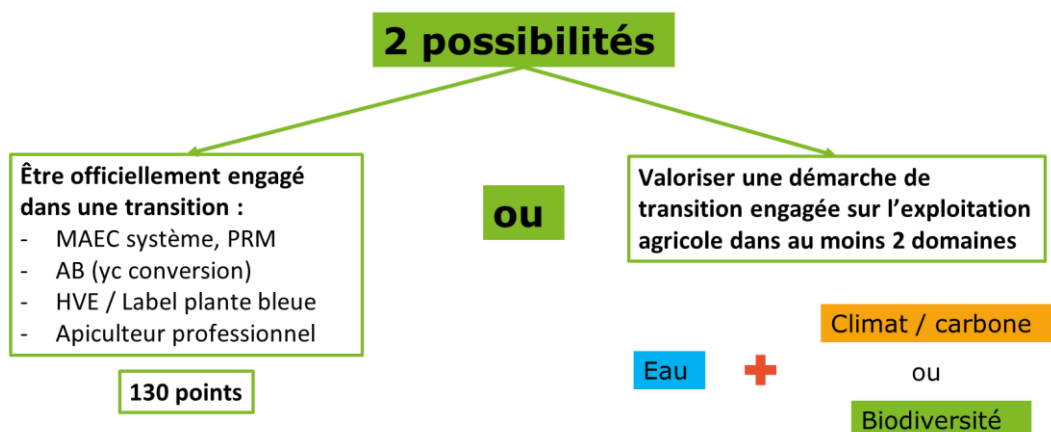 2 possibilités
Être officiellement engagé
dans une transition :
- MAEC système, PRM
- AB (yc conversion)
- HVE / Label plante bleue
- Apiculteur professionnel
130 points
ou
Valoriser une démarche de
transition engagée sur l'exploitation
agricole dans au moins 2 domaines
Climat / carbone
Eau + ou
Biodiversité